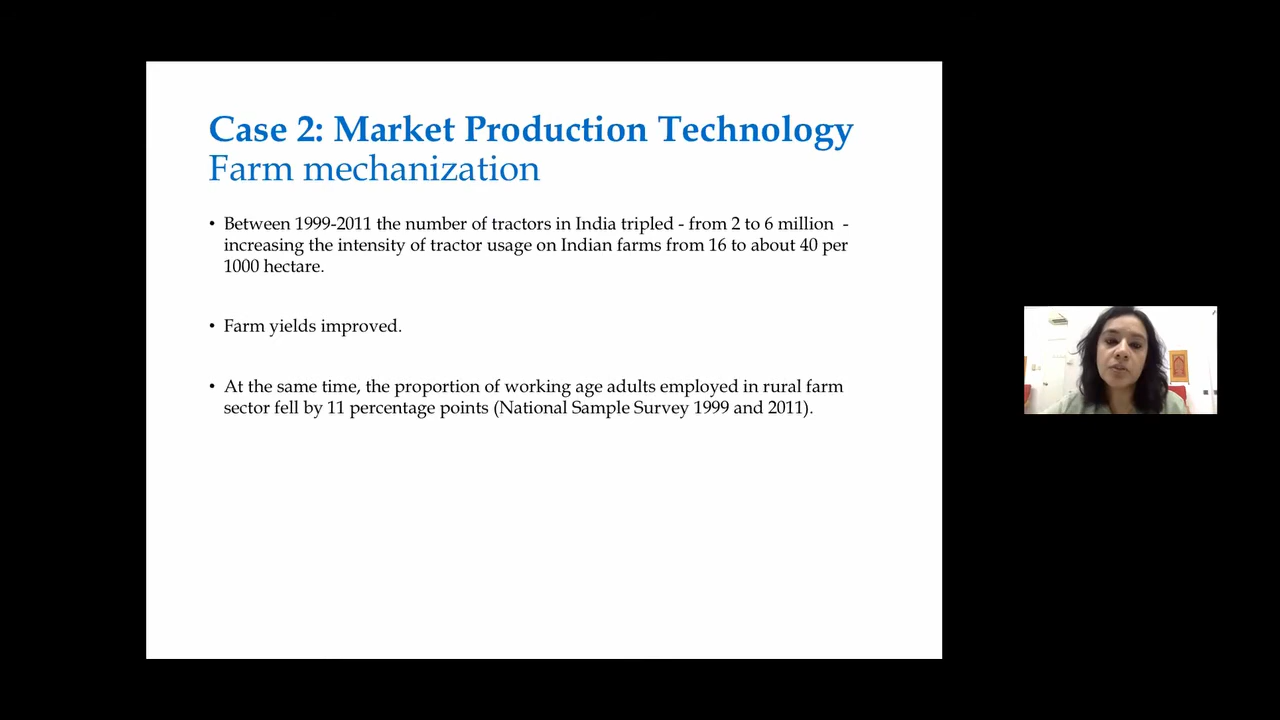 Case 2: Market Production Technology
Farm mechanization
• Between 1999-2011 the number of tractors in India tripled - from 2 to 6 million  -
increasing the intensity of tractor usage on Indian farms from 16 to about 40 per
1000 hectare.
• Farm yields improved.
• At the same time, the proportion of working age adults employed in rural farm
sector fell by 11 percentage points (National Sample Survey 1999 and 2011).